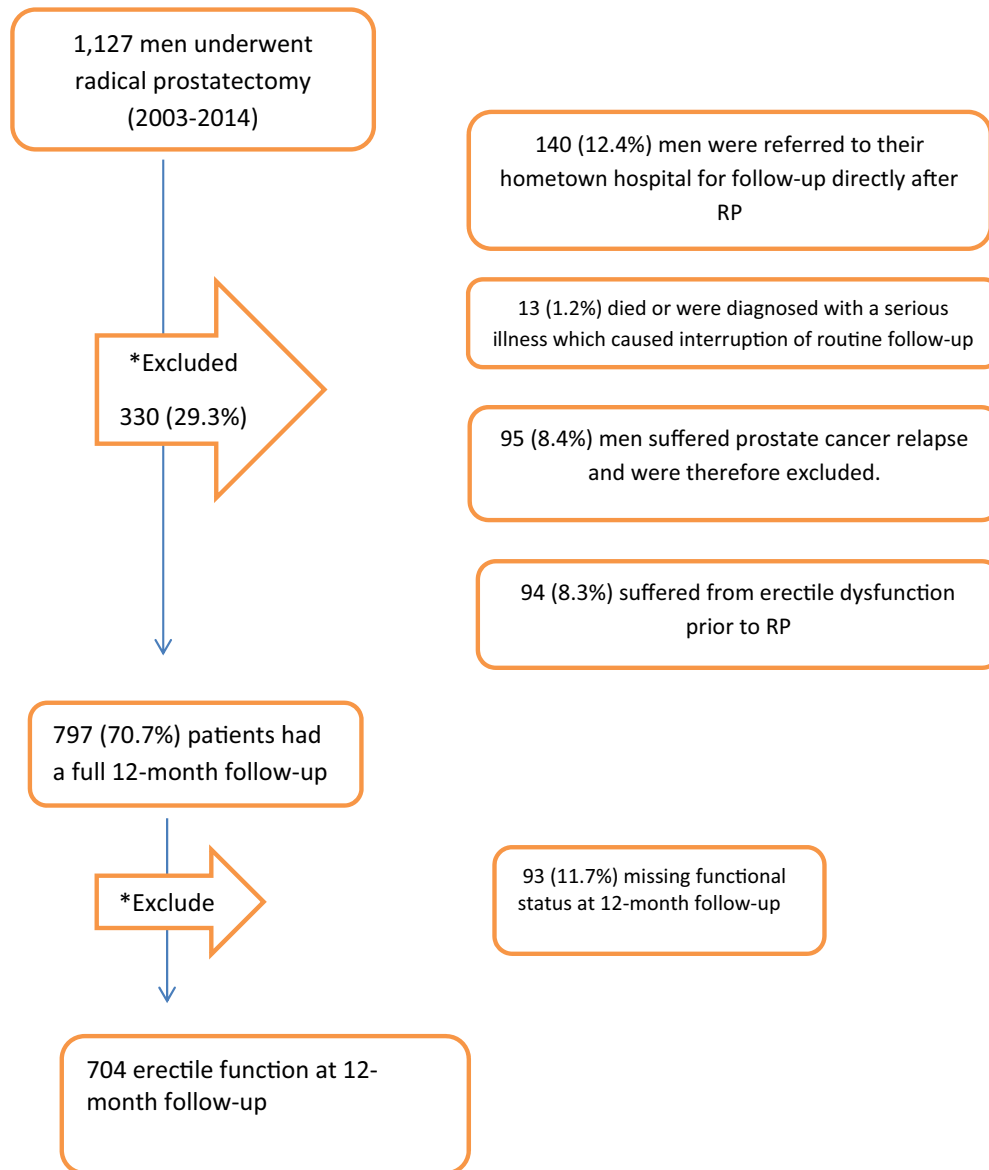 1,127 men underwent
radical prostatectomy
(2003-2014)
140 (12.4%) men were referred to their
hometown hospital for follow-up directly after
RP
13 (1.2%) died or were diagnosed with a serious
illness which caused interruption of routine follow-up
*Excluded
330 (29.3%)
95 (8.4%) men suffered prostate cancer relapse
and were therefore excluded.
94 (8.3%) suffered from erectile dysfunction
prior to RP
797 (70.7%) patients had
a full 12-month follow-up
93 (11.7%) missing functional
status at 12-month follow-up
*Exclude
704 erectile function at 12-
month follow-up